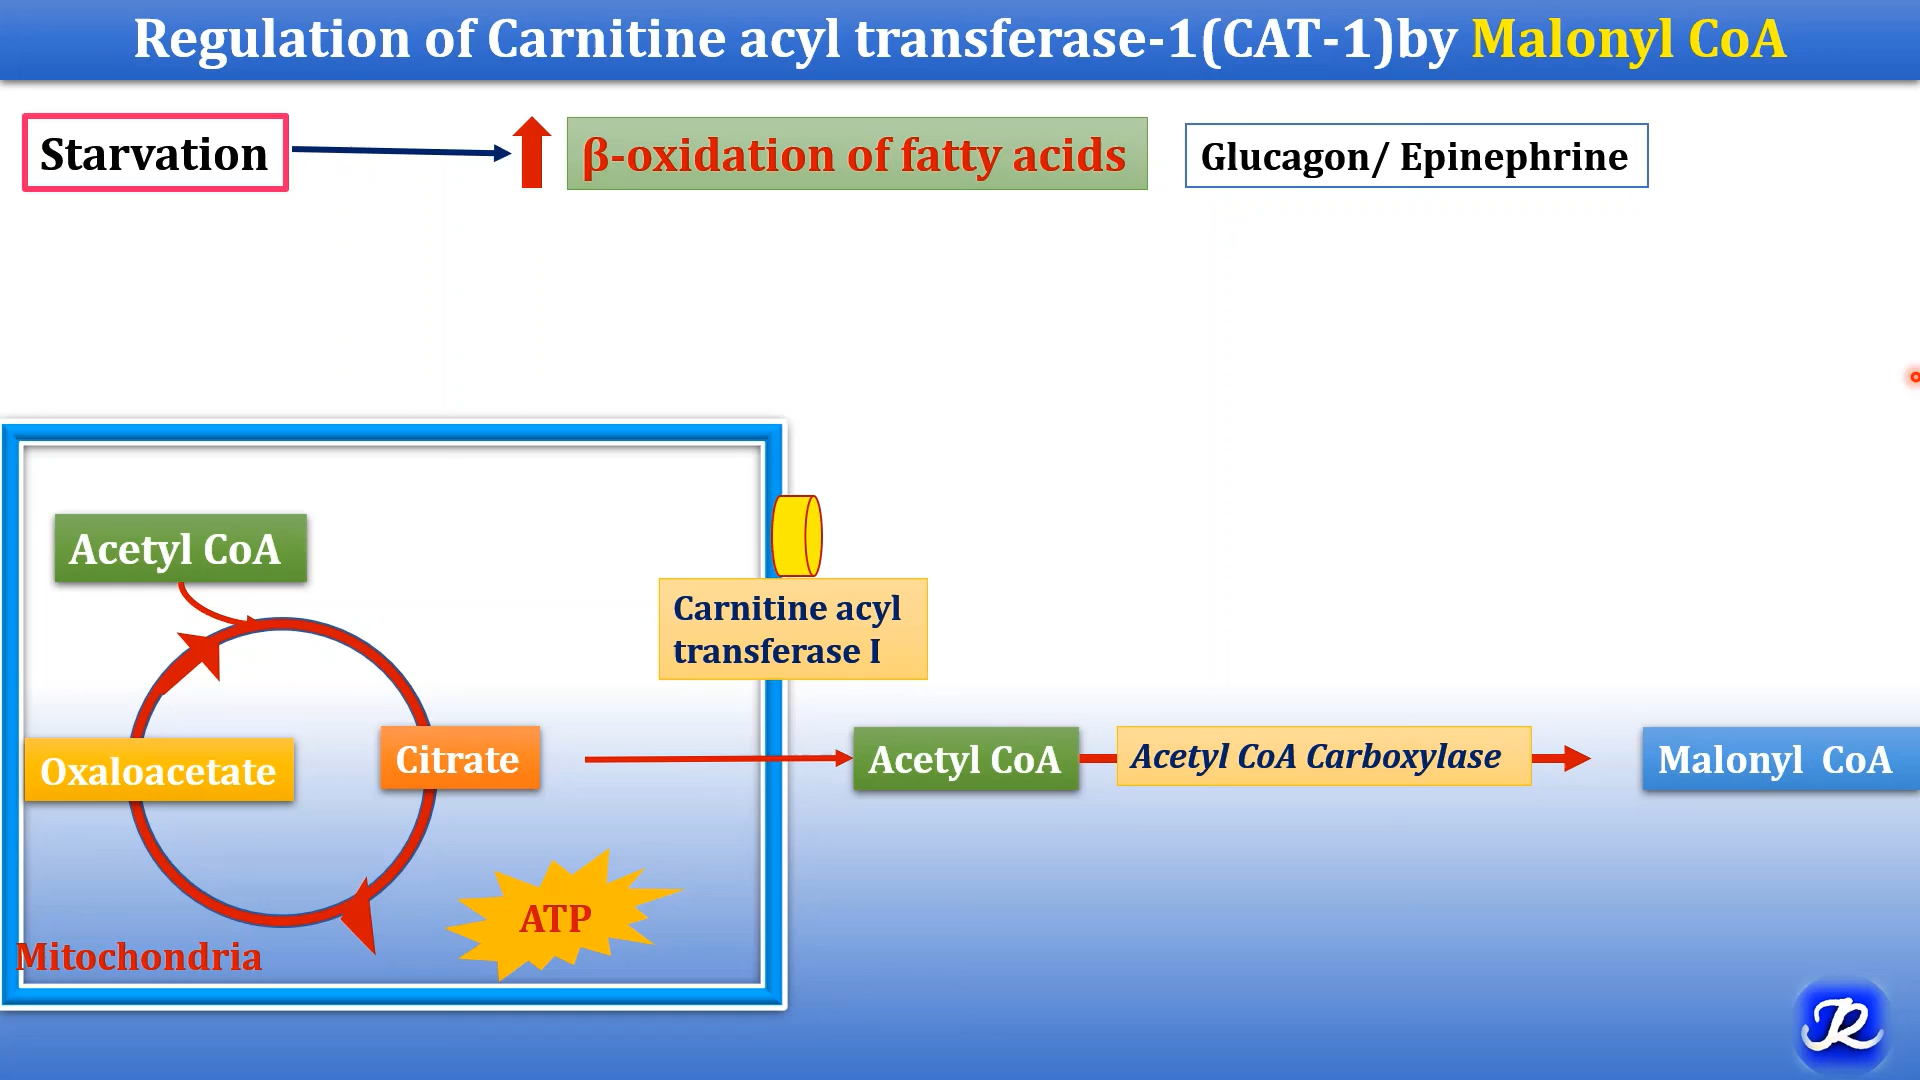 Regulation of Carnitine acyl transferase-1(CAT-1)by Malonyl CoA
Starvation
β-oxidation of fatty acids
Glucagon/ Epinephrine
Acetyl CoA
Carnitine acyl
transferase I
Oxaloacetate
Citrate
Acetyl CoA
Acetyl CoA Carboxylase
Malonyl CoA
ATP
Mitochondria
JR